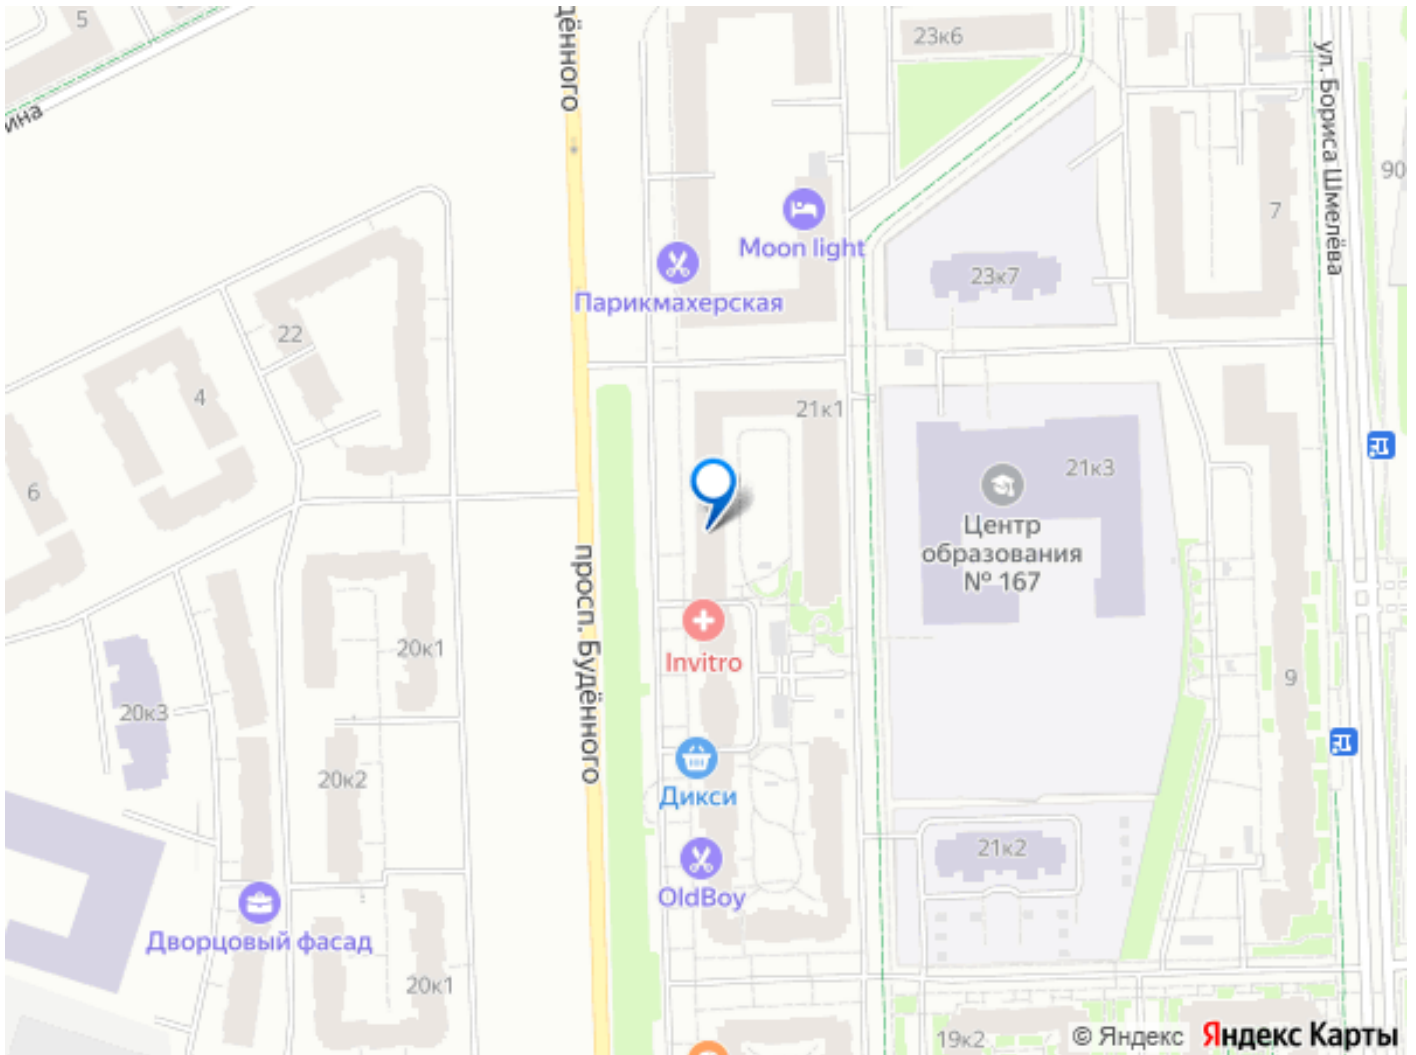 5
дённого
23к6
ул. Бориса Шмелёва
ина
90
7
Moon light
23к7
Парикмахерская
22
4
21к1
6
21к3
Центр
образования
№ 167
просп. Будённого
Invitro
20к1
9
20к3
20к2
Дикси
21к2
OldBoy
Дворцовый фасад
20к1
19к2
© Яндекс Яндекс Карты